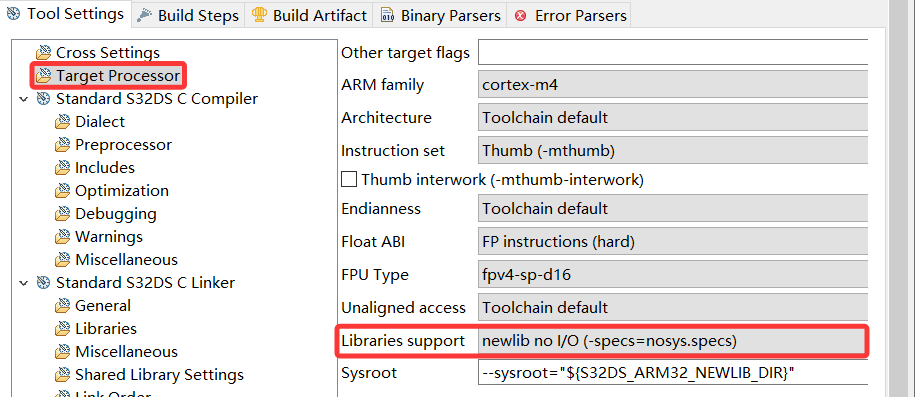 Tool Settings
Build Steps
Build Artifact
Binary Parsers
Error Parsers
Cross Settings
Target Processor
Standard S32DS C Compiler
Dialect
Preprocessor
Includes
Optimization
Debugging
Warnings
Miscellaneous
Standard S32DS C Linker
General
Libraries
Miscellaneous
Shared Library Settings
Link Order
Other target flags
ARM family cortex-m4
Architecture Toolchain default
Instruction set Thumb (-mthumb)
Thumb interwork (-mthumb-interwork)
Endianness Toolchain default
Float ABI FP instructions (hard)
FPU Type fpv4-sp-d16
Unaligned access Toolchain default
Libraries support newlib no I/O (-specs=nosys.specs)
Sysroot --sysroot="${S32DS_ARM32_NEWLIB_DIR}"